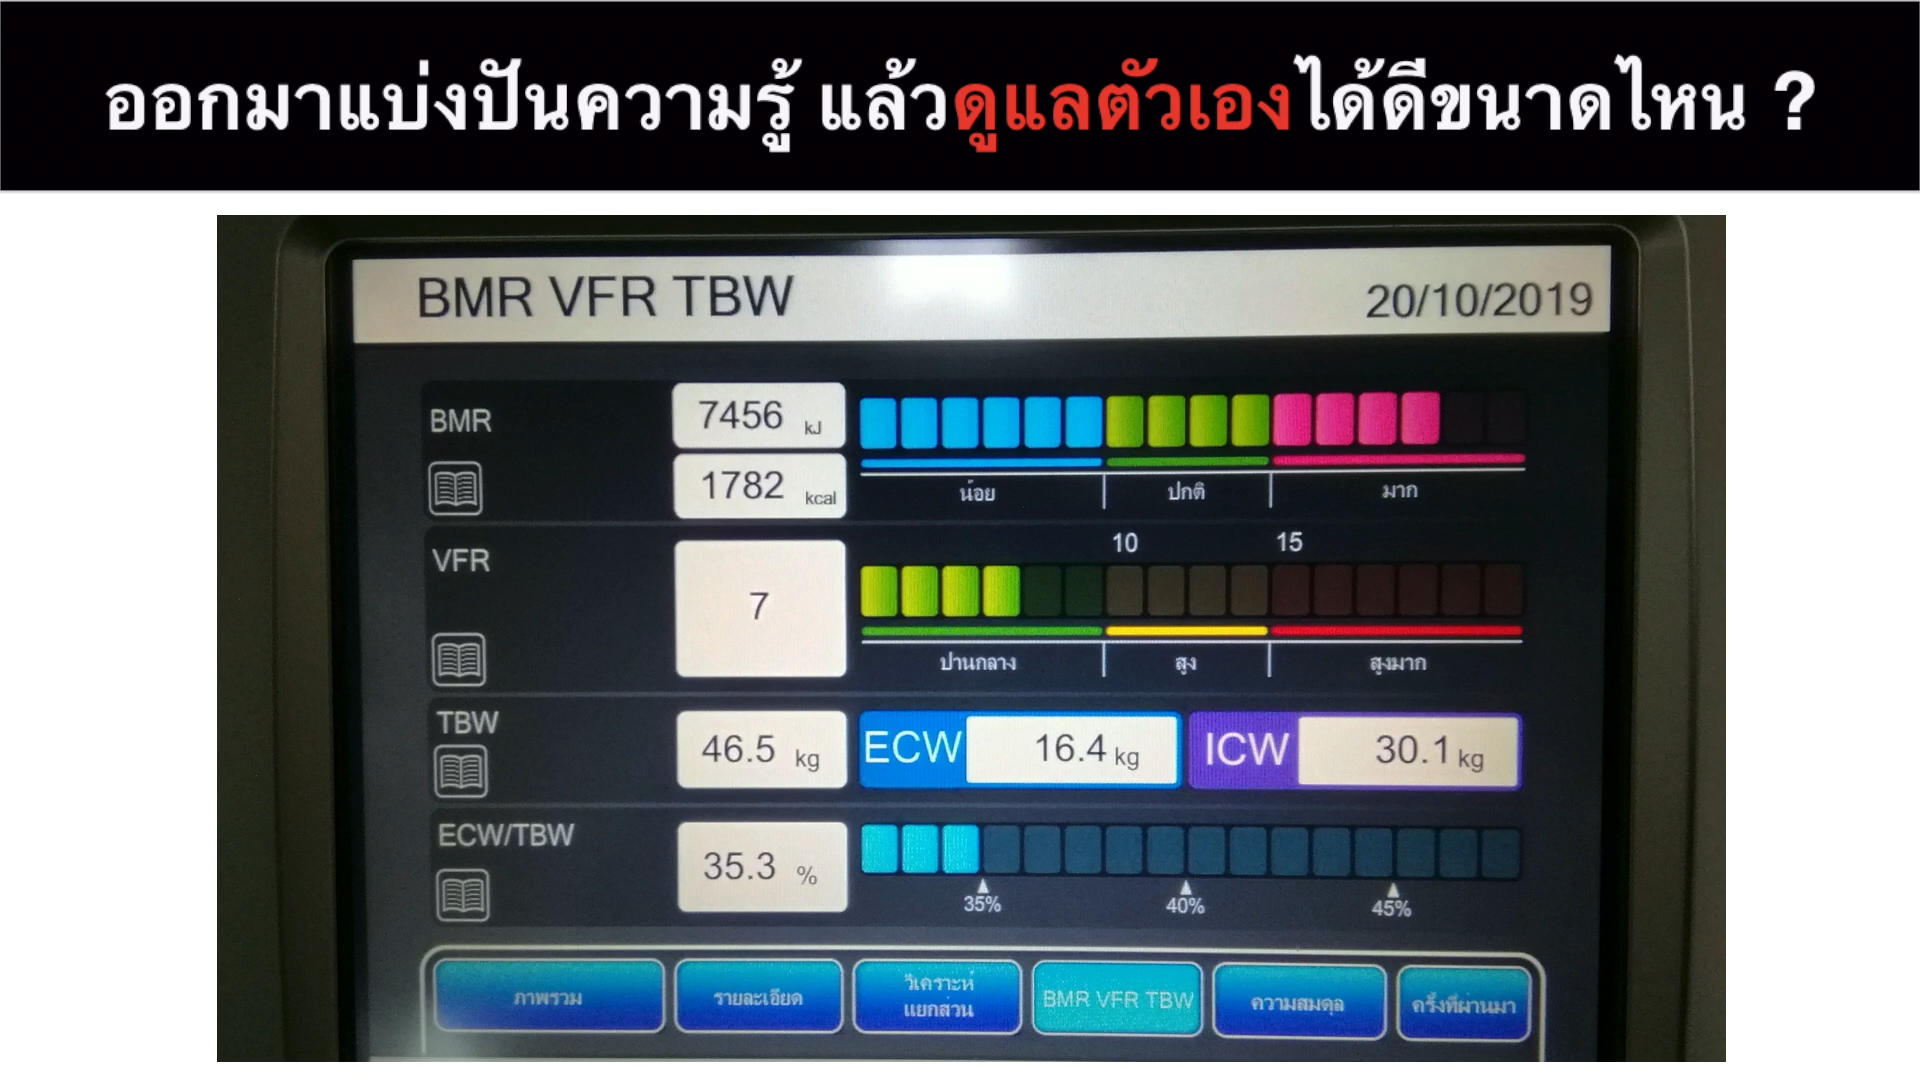 ออกมาแบ่งปันความรู้ แล้วดูแลตัวเองได้ดีขนาดไหน ?
BMR VFR TBW 20/10/2019
BMR 7456 kJ
1782 kcal
น้อย ปกติ มาก
10 15
VFR 7
ปานกลาง สูง สูงมาก
TBW 46.5 kg ECW 16.4 kg ICW 30.1 kg
ECW/TBW 35.3 %
35% 40% 45%
ภาพรวม รายละเอียด วิเคราะห์ แยกส่วน BMR VFR TBW ความสมดุล ครั้งที่ผ่านมา